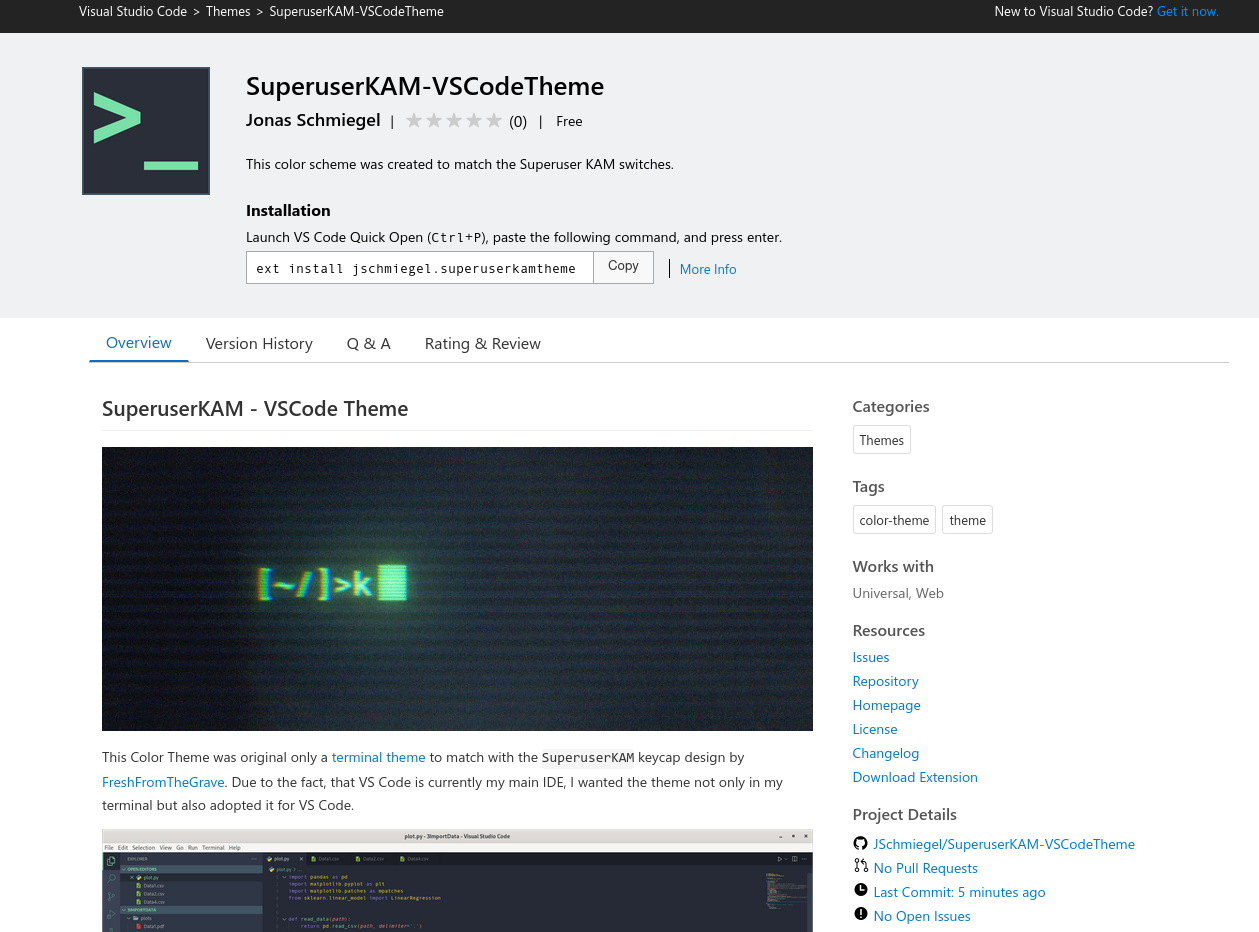 Visual Studio Code > Themes > SuperuserKAM-VSCodeTheme
New to Visual Studio Code? Get it now.
>_
SuperuserKAM-VSCodeTheme
Jonas Schmiegel | (0) | Free
This color scheme was created to match the Superuser KAM switches.
Installation
Launch VS Code Quick Open (Ctrl+P), paste the following command, and press enter.
ext install jschmiegel.superuserkamtheme
Copy
More Info
Overview
Version History
Q & A
Rating & Review
SuperuserKAM - VSCode Theme
[~/]>k
This Color Theme was original only a terminal theme to match with the SuperuserKAM keycap design by
FreshFromTheGrave. Due to the fact, that VS Code is currently my main IDE, I wanted the theme not only in my
terminal but also adopted it for VS Code.
plot.py - 3ImportData - Visual Studio Code
File Edit Selection View Go Run Terminal Help
EXPLORER
plot.py
Data1.csv
Data2.csv
Data4.csv
OPEN EDITORS
plot.py
Data1.csv
Data2.csv
Data4.csv
3IMPORTDATA
plots
Data1.pdf
plot.py > ...
1 import pandas as pd
import matplotlib.pyplot as plt
import matplotlib.patches as mpatches
from sklearn.linear_model import LinearRegression
def read_data(path):
return pd.read_csv(path, delimiter=';')
Categories
Themes
Tags
color-theme
theme
Works with
Universal, Web
Resources
Issues
Repository
Homepage
License
Changelog
Download Extension
Project Details
JSchmiegel/SuperuserKAM-VSCodeTheme
No Pull Requests
Last Commit: 5 minutes ago
No Open Issues